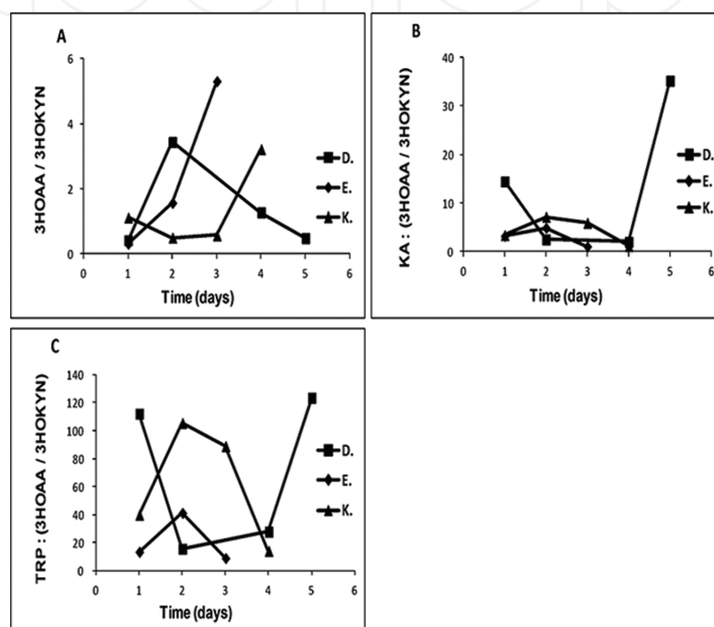 A
3HOAA / 3HOKYN
6
4
2
0
0 1 2 3 4 5 6
Time (days)
D.
E.
K.
B
KA : (3HOAA / 3HOKYN)
40
30
20
10
0
0 1 2 3 4 5 6
Time (days)
D.
E.
K.
C
TRP : (3HOAA / 3HOKYN)
140
120
100
80
60
40
20
0
0 1 2 3 4 5 6
Time (days)
D.
E.
K.